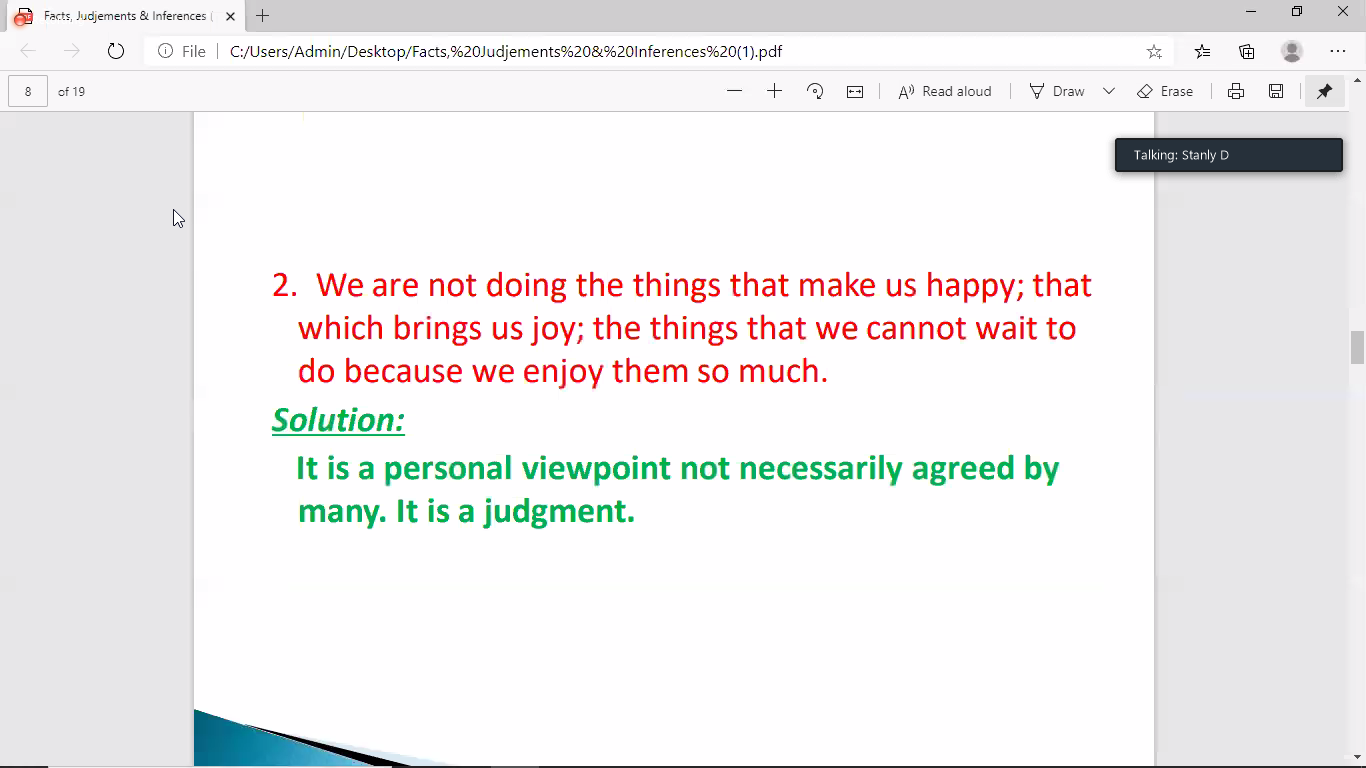 Facts, Judjements & Inferences (
File
C:/Users/Admin/Desktop/Facts,%20Judjements%20&%20Inferences%20(1).pdf
8 of 19
Read aloud
Draw
Erase
Talking: Stanly D
2. We are not doing the things that make us happy; that
which brings us joy; the things that we cannot wait to
do because we enjoy them so much.
Solution:
It is a personal viewpoint not necessarily agreed by
many. It is a judgment.